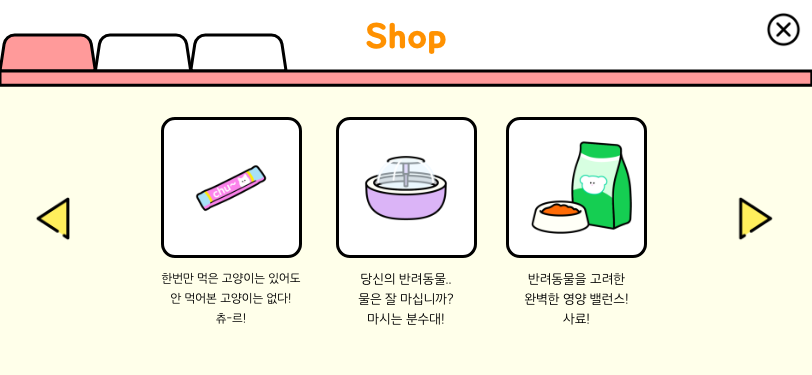 Shop
chu~
한번만 먹은 고양이는 있어도
안 먹어본 고양이는 없다!
츄-르!
당신의 반려동물..
물은 잘 마십니까?
마시는 분수대!
반려동물을 고려한
완벽한 영양 밸런스!
사료!